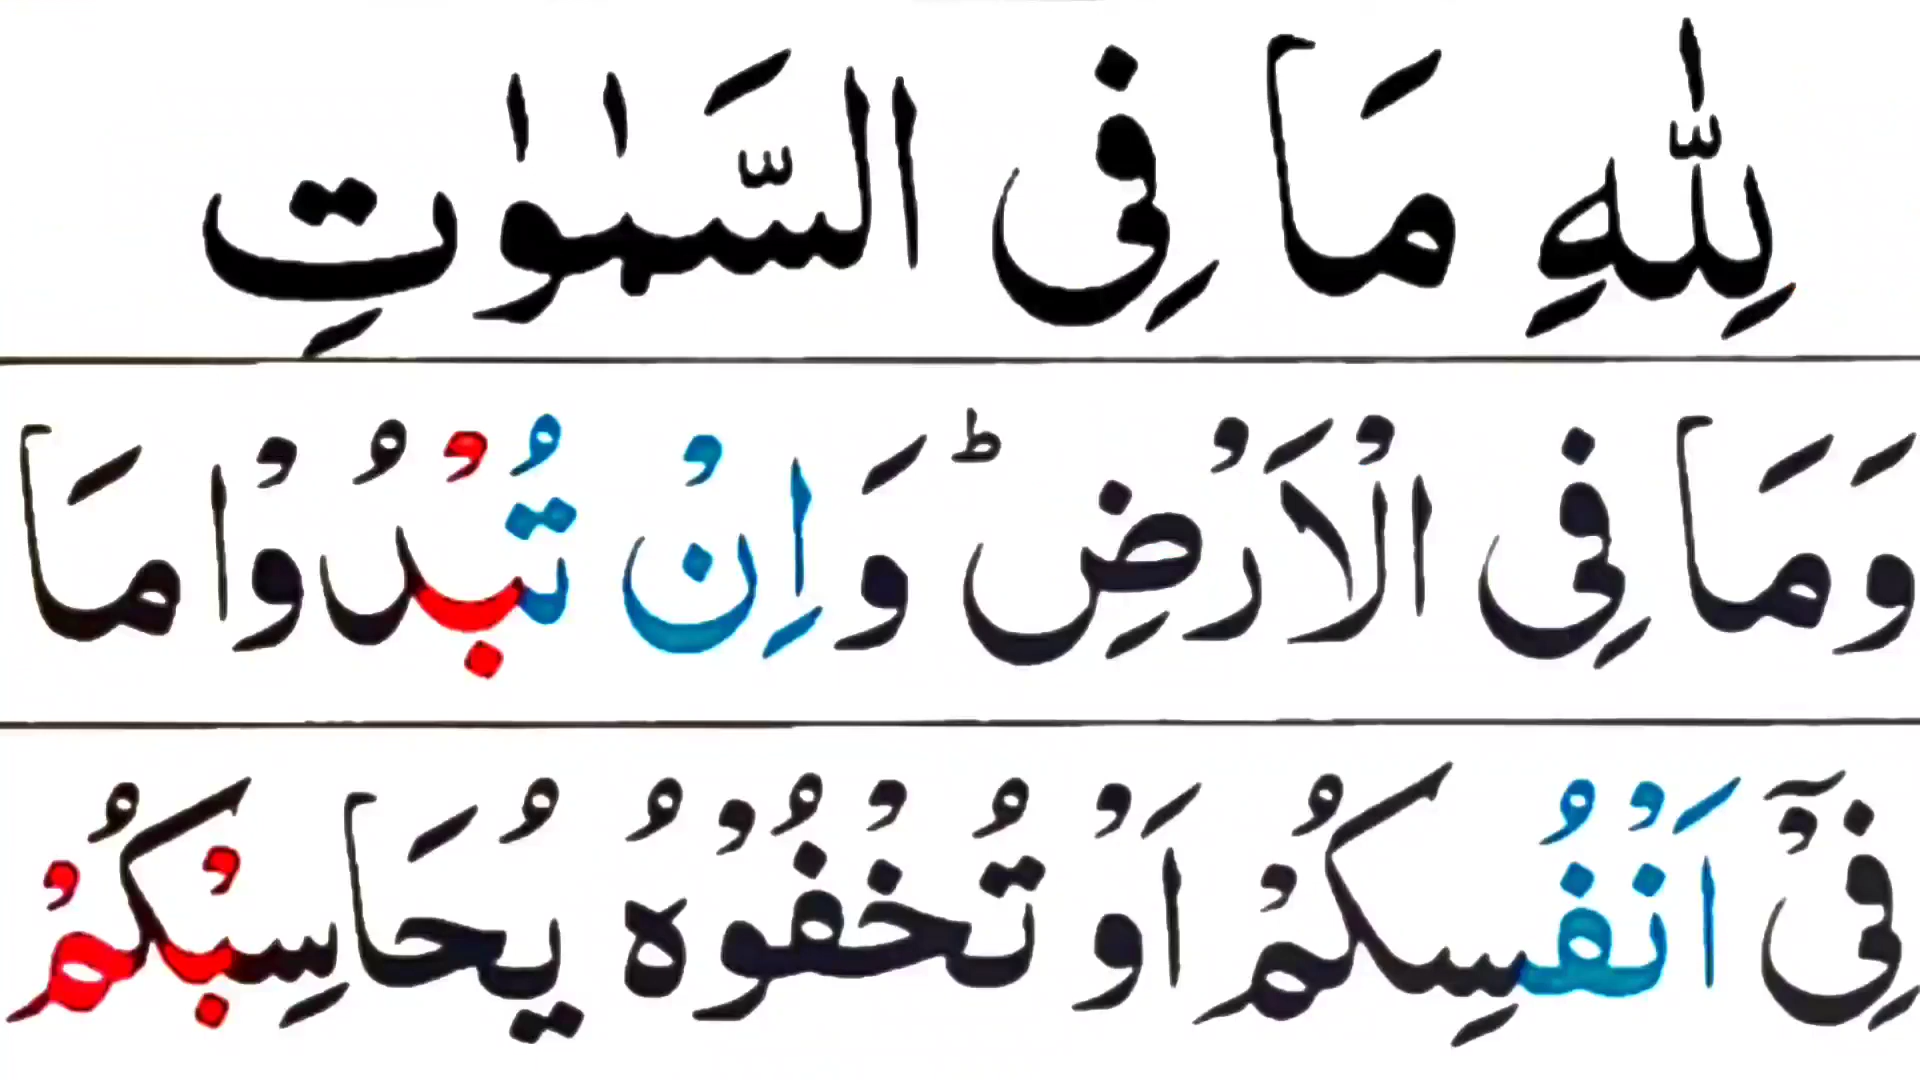 لِلّٰهِ مَا فِى السَّمٰوٰتِ
وَمَا فِى الْاَرْضِ ؕ وَاِنْ تُبْدُوْا مَا
فِىْۤ اَنْفُسِكُمْ اَوْ تُخْفُوْهُ يُحَاسِبْكُمْ